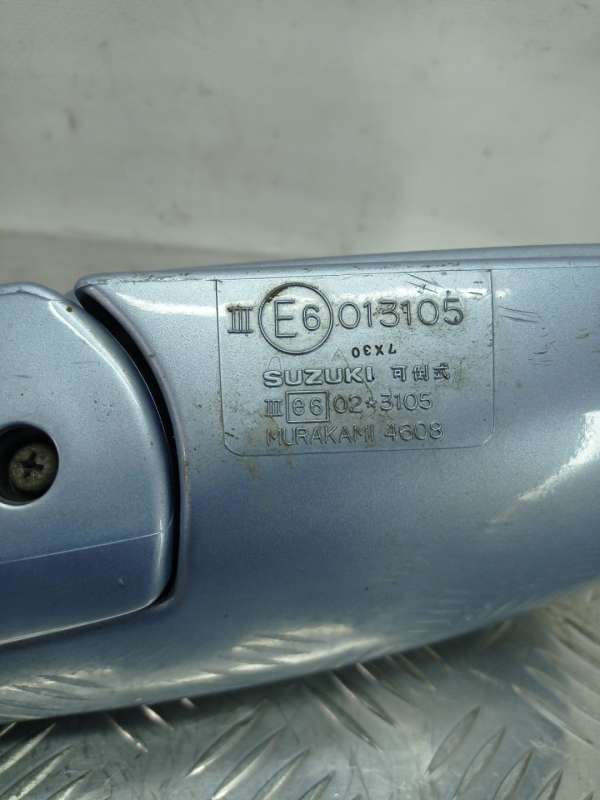 III E6 013105
7X30
SUZUKI 可倒式
III e6 02*3105
MURAKAMI 4608